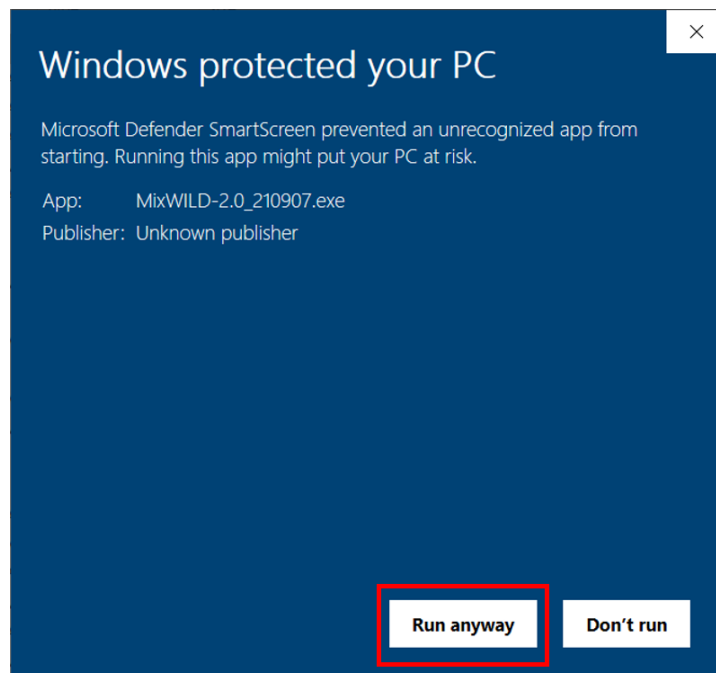 Windows protected your PC
Microsoft Defender SmartScreen prevented an unrecognized app from
starting. Running this app might put your PC at risk.
App: MixWILD-2.0_210907.exe
Publisher: Unknown publisher
Run anyway Don't run